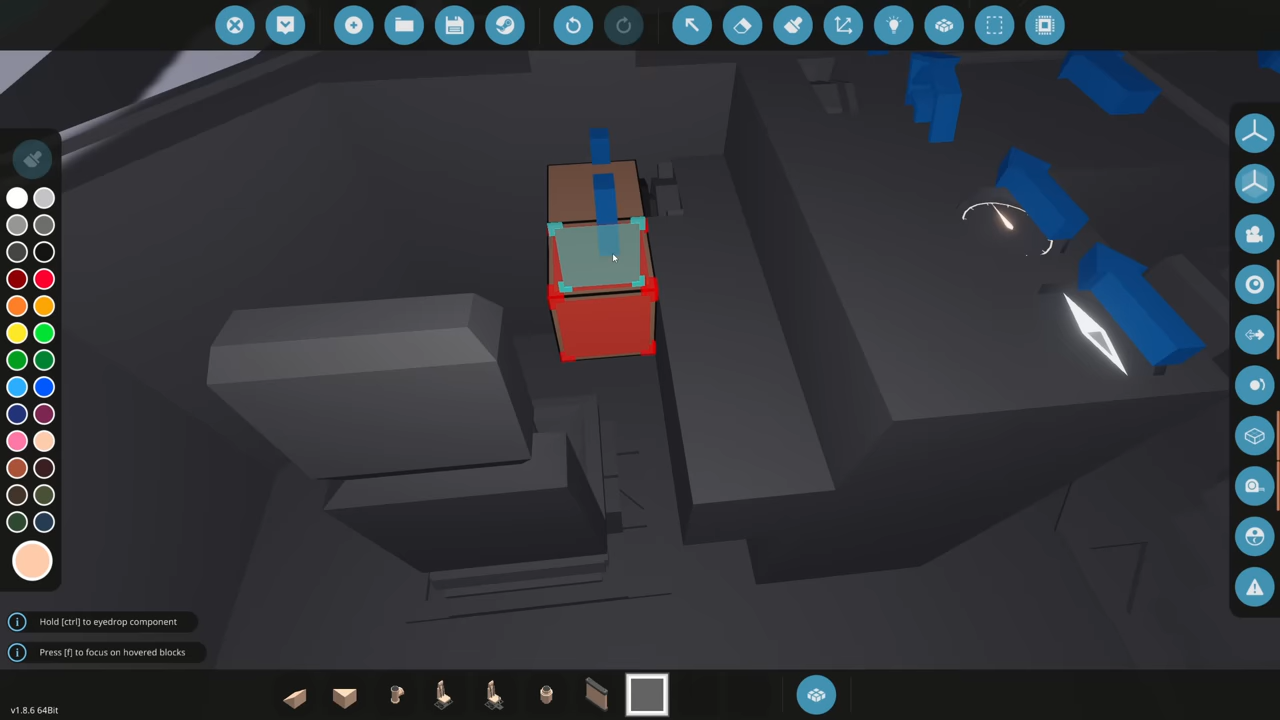 Hold [ctrl] to eyedrop component
Press [f] to focus on hovered blocks
v1.8.6 64Bit